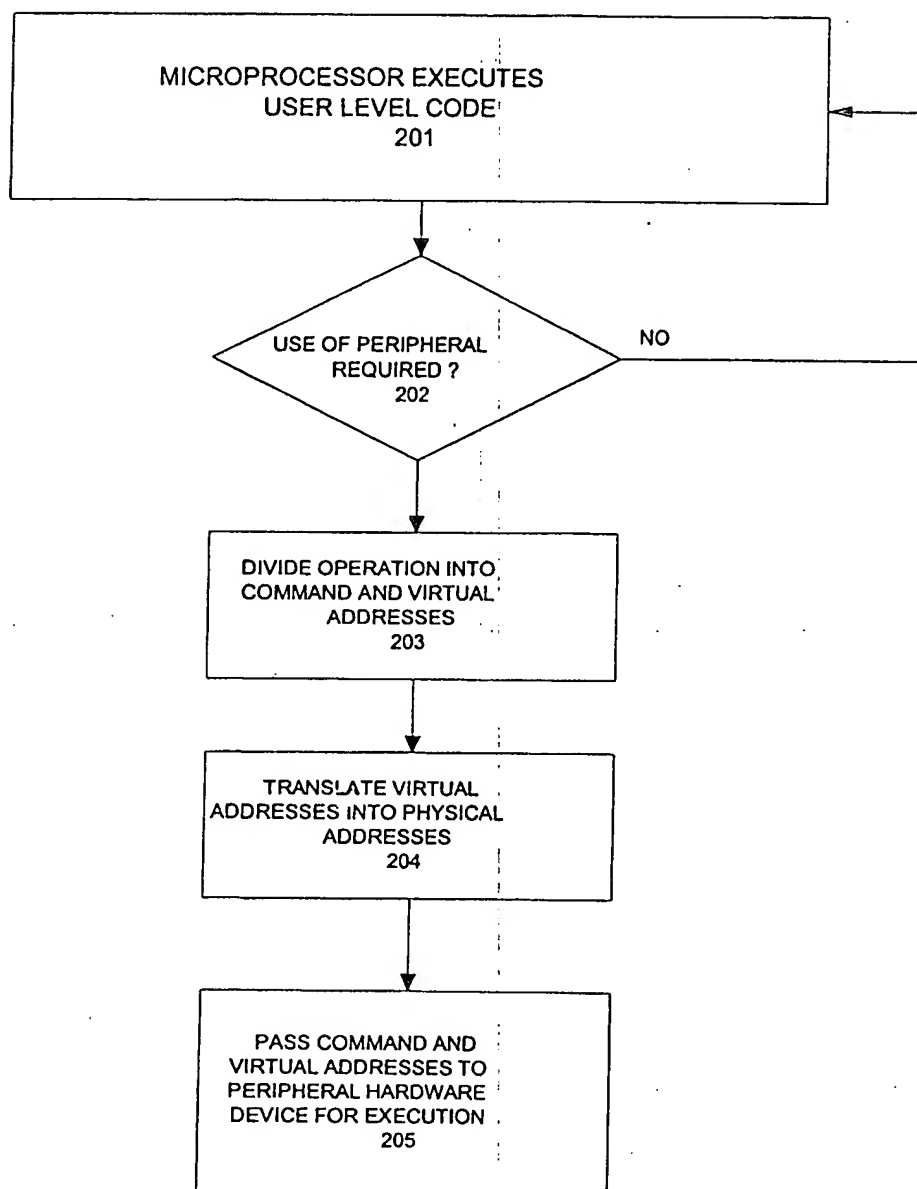 MICROPROCESSOR EXECUTES
USER LEVEL CODE
201
USE OF PERIPHERAL
REQUIRED ?
202
NO
DIVIDE OPERATION INTO
COMMAND AND VIRTUAL
ADDRESSES
203
TRANSLATE VIRTUAL
ADDRESSES INTO PHYSICAL
ADDRESSES
204
PASS COMMAND AND
VIRTUAL ADDRESSES TO
PERIPHERAL HARDWARE
DEVICE FOR EXECUTION
205